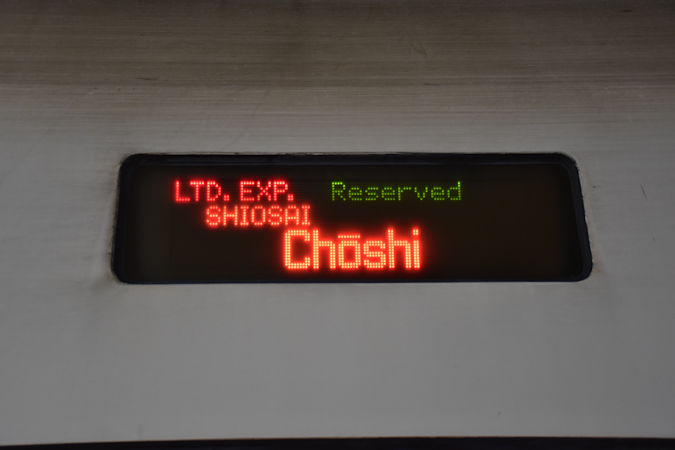 LTD. EXP. Reserved
SHIOSAI
Chōshi